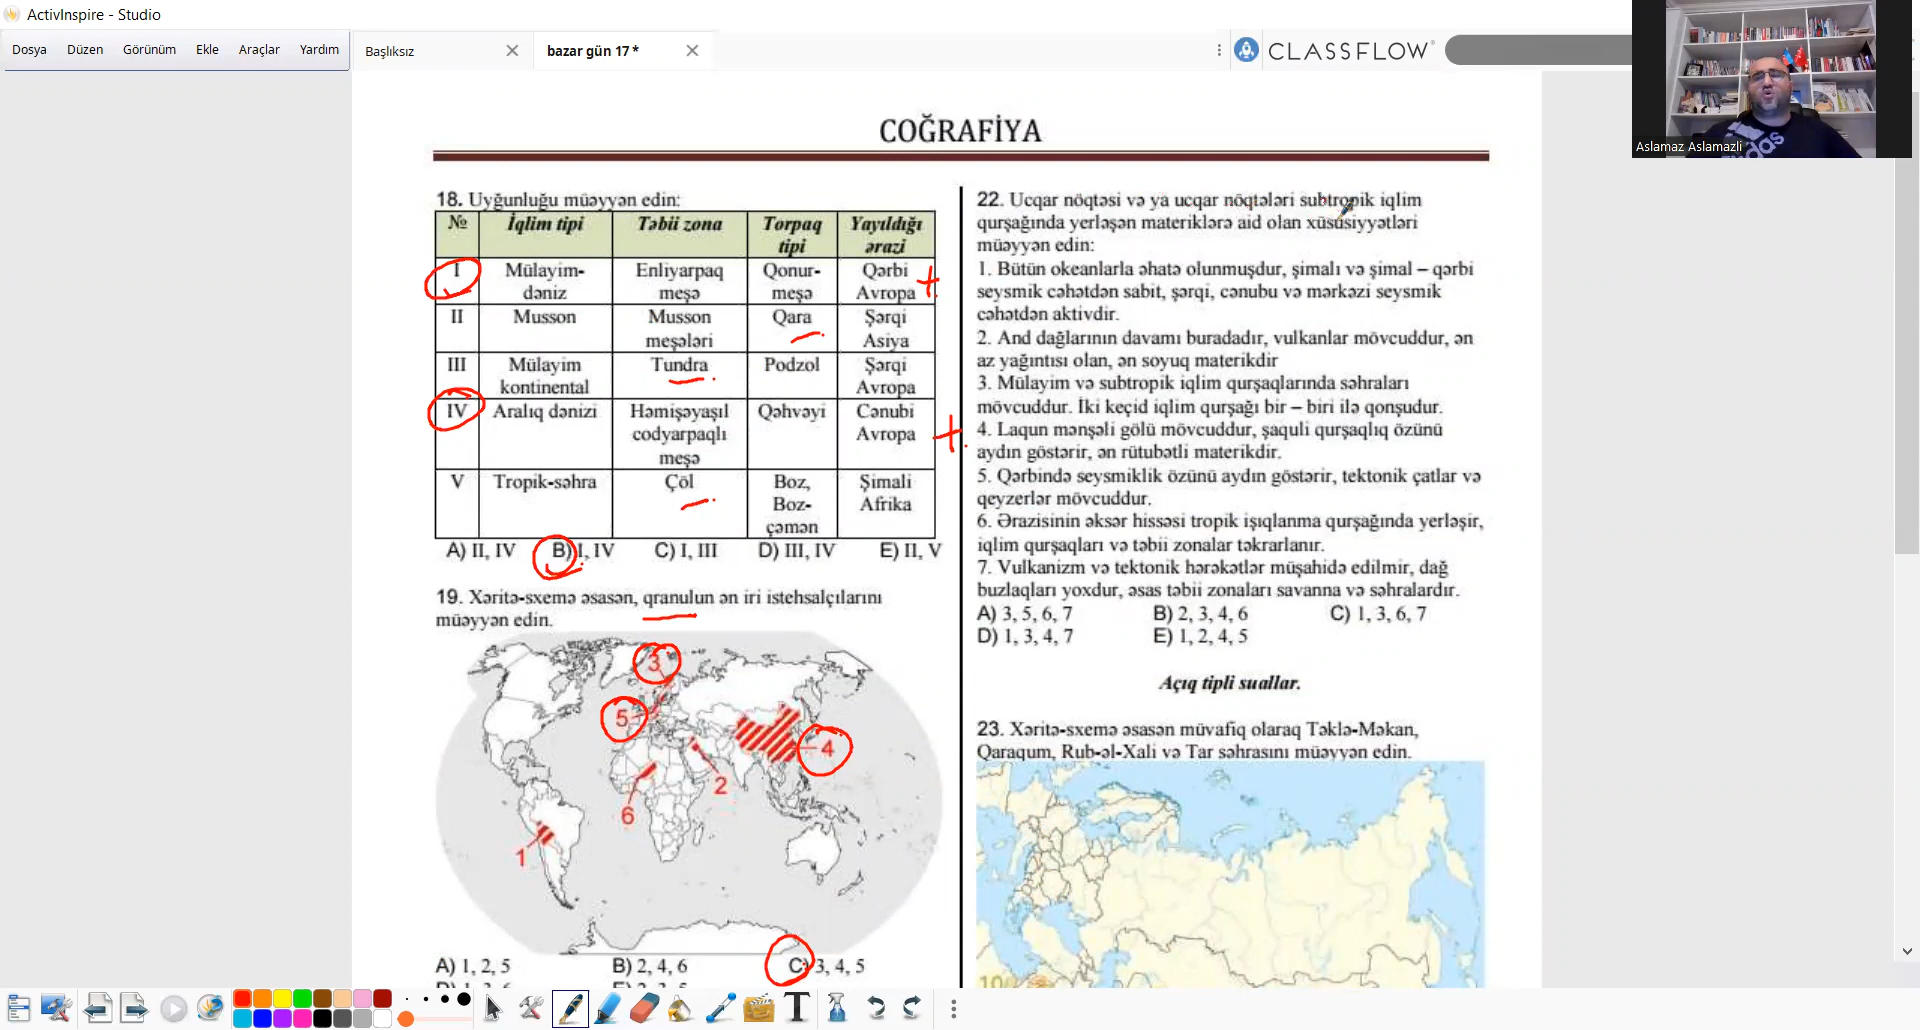 ActivInspire - Studio
Dosya Düzen Görünüm Ekle Araçlar Yardım
Başlıksız
bazar gün 17 *
CLASSFLOW
Aslamaz Aslamazli
COĞRAFİYA
18. Uyğunluğu müəyyən edin:
№ İqlim tipi Təbii zona Torpaq tipi Yayıldığı ərazi
I Mülayim-dəniz Enliyarpaq meşə Qonur-meşə Qərbi Avropa
II Musson Musson meşələri Qara Şərqi Asiya
III Mülayim kontinental Tundra Podzol Şərqi Avropa
IV Aralıq dənizi Həmişəyaşıl codyarpaqlı meşə Qəhvəyi Cənubi Avropa
V Tropik-səhra Çöl Boz, Boz-çəmən Şimali Afrika
A) II, IV B) I, IV C) I, III D) III, IV E) II, V
19. Xəritə-sxemə əsasən, qranulun ən iri istehsalçılarını
müəyyən edin.
3
5
4
2
6
1
A) 1, 2, 5 B) 2, 4, 6 C) 3, 4, 5
22. Ucqar nöqtəsi və ya ucqar nöqtələri subtropik iqlim
qurşağında yerləşən materiklərə aid olan xüsusiyyətləri
müəyyən edin:
1. Bütün okeanlarla əhatə olunmuşdur, şimalı və şimal – qərbi
seysmik cəhətdən sabit, şərqi, cənubu və mərkəzi seysmik
cəhətdən aktivdir.
2. And dağlarının davamı buradadır, vulkanlar mövcuddur, ən
az yağıntısı olan, ən soyuq materikdir
3. Mülayim və subtropik iqlim qurşaqlarında səhraları
mövcuddur. İki keçid iqlim qurşağı bir – biri ilə qonşudur.
4. Laqun mənşəli gölü mövcuddur, şaquli qurşaqlıq özünü
aydın göstərir, ən rütubətli materikdir.
5. Qərbində seysmiklik özünü aydın göstərir, tektonik çatlar və
qeyzerlər mövcuddur.
6. Ərazisinin əksər hissəsi tropik işıqlanma qurşağında yerləşir,
iqlim qurşaqları və təbii zonalar təkrarlanır.
7. Vulkanizm və tektonik hərəkətlər müşahidə edilmir, dağ
buzlaqları yoxdur, əsas təbii zonaları savanna və səhralardır.
A) 3, 5, 6, 7 B) 2, 3, 4, 6 C) 1, 3, 6, 7
D) 1, 3, 4, 7 E) 1, 2, 4, 5
Açıq tipli suallar.
23. Xəritə-sxemə əsasən müvafiq olaraq Təklə-Məkan,
Qaraqum, Rub-əl-Xali və Tar səhrasını müəyyən edin.
10